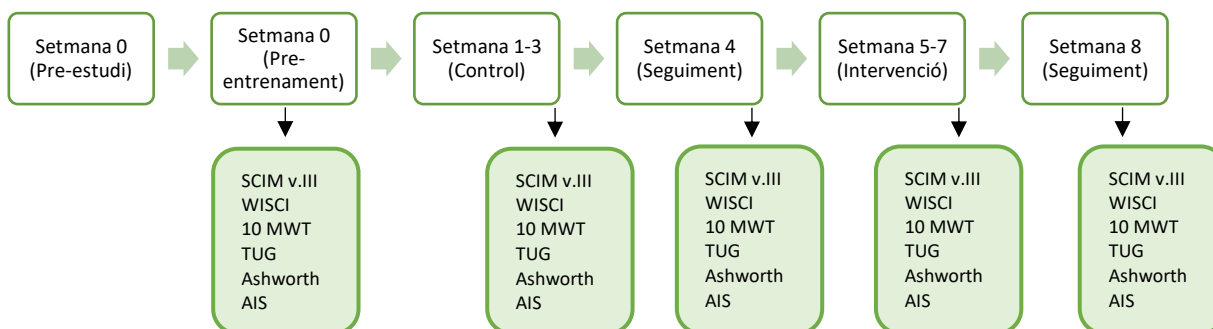 Setmana 0
(Pre-estudi)
Setmana 0
(Pre-
entrenament)
Setmana 1-3
(Control)
Setmana 4
(Seguiment)
Setmana 5-7
(Intervenció)
Setmana 8
(Seguiment)
SCIM v.III
WISCI
10 MWT
TUG
Ashworth
AIS
SCIM v.III
WISCI
10 MWT
TUG
Ashworth
AIS
SCIM v.III
WISCI
10 MWT
TUG
Ashworth
AIS
SCIM v.III
WISCI
10 MWT
TUG
Ashworth
AIS
SCIM v.III
WISCI
10 MWT
TUG
Ashworth
AIS